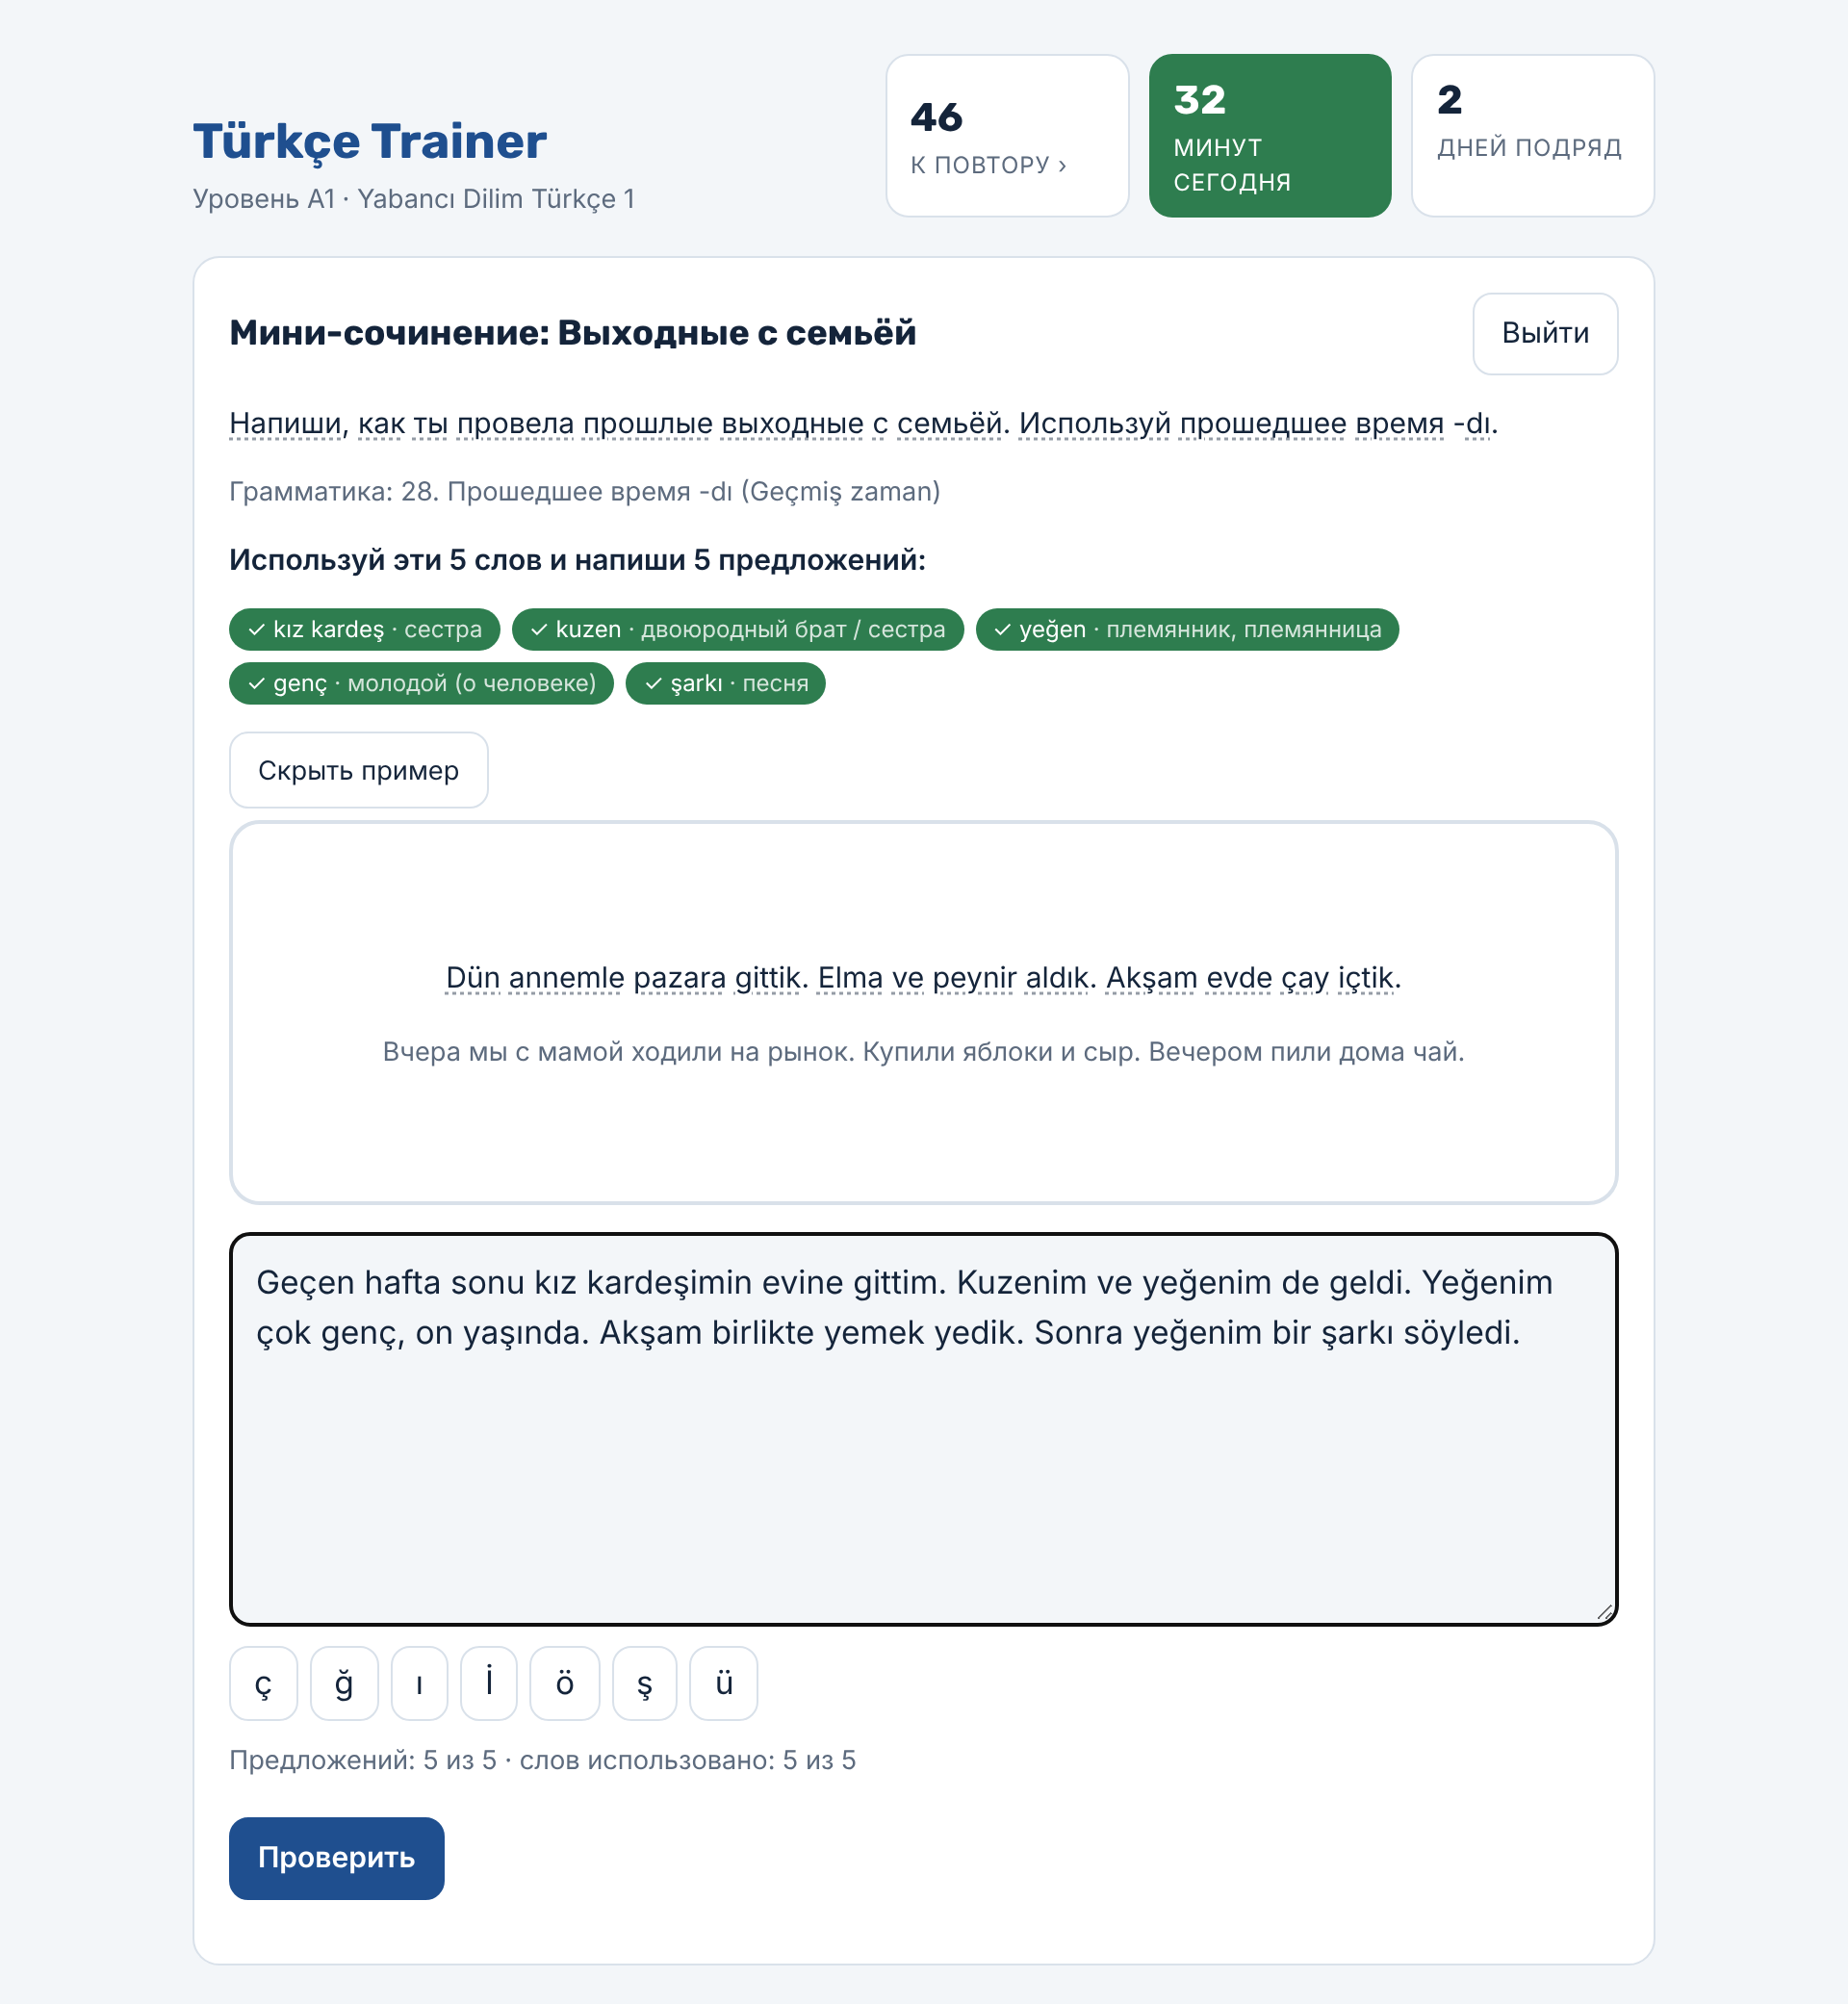 Türkçe Trainer
Уровень A1 · Yabancı Dilim Türkçe 1
46
К ПОВТОРУ ›
32
МИНУТ
СЕГОДНЯ
2
ДНЕЙ ПОДРЯД
Мини-сочинение: Выходные с семьёй
Выйти
Напиши, как ты провела прошлые выходные с семьёй. Используй прошедшее время -dı.
Грамматика: 28. Прошедшее время -dı (Geçmiş zaman)
Используй эти 5 слов и напиши 5 предложений:
✓ kız kardeş · сестра ✓ kuzen · двоюродный брат / сестра ✓ yeğen · племянник, племянница
✓ genç · молодой (о человеке) ✓ şarkı · песня
Скрыть пример
Dün annemle pazara gittik. Elma ve peynir aldık. Akşam evde çay içtik.
Вчера мы с мамой ходили на рынок. Купили яблоки и сыр. Вечером пили дома чай.
Geçen hafta sonu kız kardeşimin evine gittim. Kuzenim ve yeğenim de geldi. Yeğenim
çok genç, on yaşında. Akşam birlikte yemek yedik. Sonra yeğenim bir şarkı söyledi.
ç ğ ı İ ö ş ü
Предложений: 5 из 5 · слов использовано: 5 из 5
Проверить